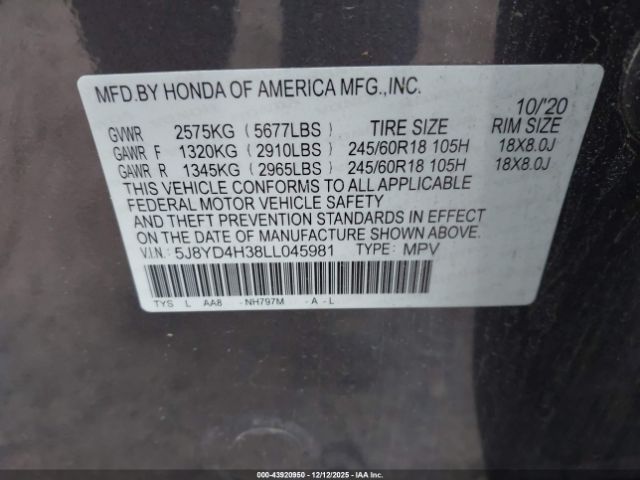 MFD.BY HONDA OF AMERICA MFG.,INC.
10/'20
GVWR 2575KG (5677LBS) TIRE SIZE RIM SIZE
GAWR F 1320KG (2910LBS) 245/60R18 105H 18X8.0J
GAWR R 1345KG (2965LBS) 245/60R18 105H 18X8.0J
THIS VEHICLE CONFORMS TO ALL APPLICABLE
FEDERAL MOTOR VEHICLE SAFETY
AND THEFT PREVENTION STANDARDS IN EFFECT
ON THE DATE OF MANUFACTURE SHOWN ABOVE.
V.I.N: 5J8YD4H38LL045981 TYPE: MPV
TYS L AA8 -NH797M -A -L
000-43920950 - 12/12/2025 - IAA Inc.